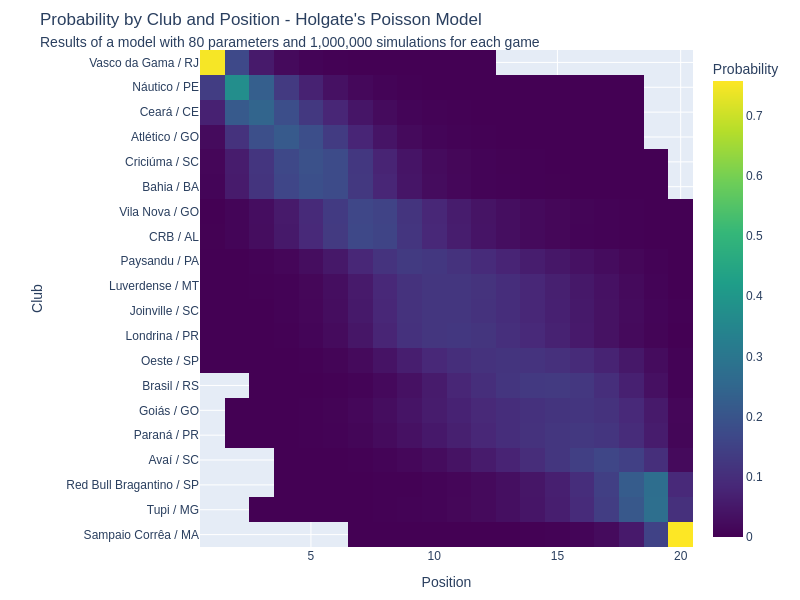 Probability by Club and Position - Holgate's Poisson Model
Results of a model with 80 parameters and 1,000,000 simulations for each game
Probability
Vasco da Gama / RJ
Náutico / PE
Ceará / CE
Atlético / GO
Criciúma / SC
Bahia / BA
Vila Nova / GO
CRB / AL
Paysandu / PA
Luverdense / MT
Joinville / SC
Londrina / PR
Oeste / SP
Brasil / RS
Goiás / GO
Paraná / PR
Avaí / SC
Red Bull Bragantino / SP
Tupi / MG
Sampaio Corrêa / MA
Club
5
10
15
20
Position
0.7
0.6
0.5
0.4
0.3
0.2
0.1
0